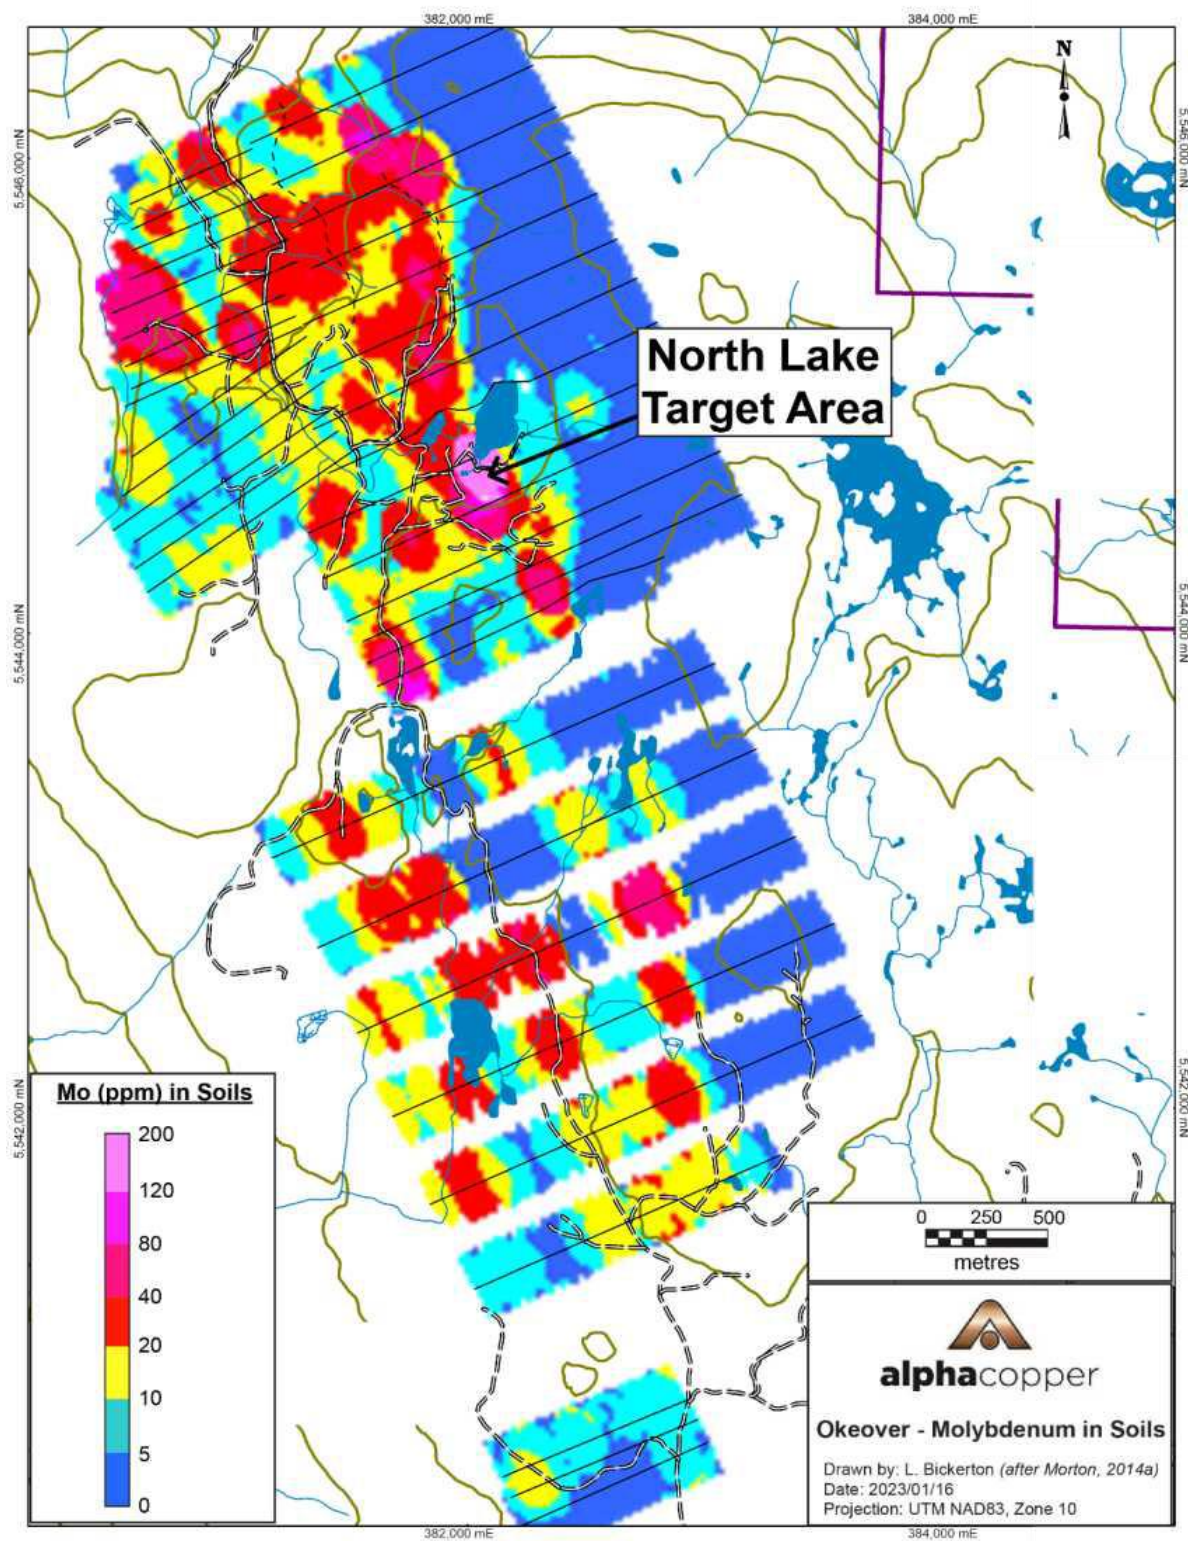 382,000 mE
384,000 mE
N
5,546,000 mN
5,546,000 mN
North Lake
Target Area
5,544,000 mN
5,544,000 mN
Mo (ppm) in Soils
200
120
80
40
20
10
5
0
5,542,000 mN
5,542,000 mN
0 250 500
metres
alphacopper
Okeover - Molybdenum in Soils
Drawn by: L. Bickerton (after Morton, 2014a)
Date: 2023/01/16
Projection: UTM NAD83, Zone 10
382,000 mE
384,000 mE